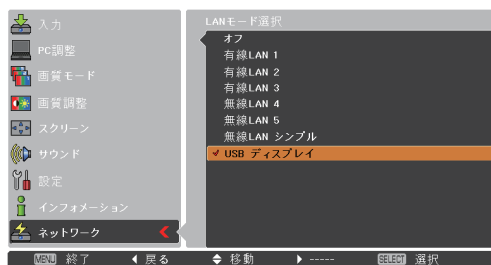 入力
PC調整
画質モード
画質調整
スクリーン
サウンド
設定
インフォメーション
ネットワーク
LANモード選択
オフ
有線LAN 1
有線LAN 2
有線LAN 3
無線LAN 4
無線LAN 5
無線LAN シンプル
USB ディスプレイ
MENU 終了 戻る 移動 ----- SELECT 選択